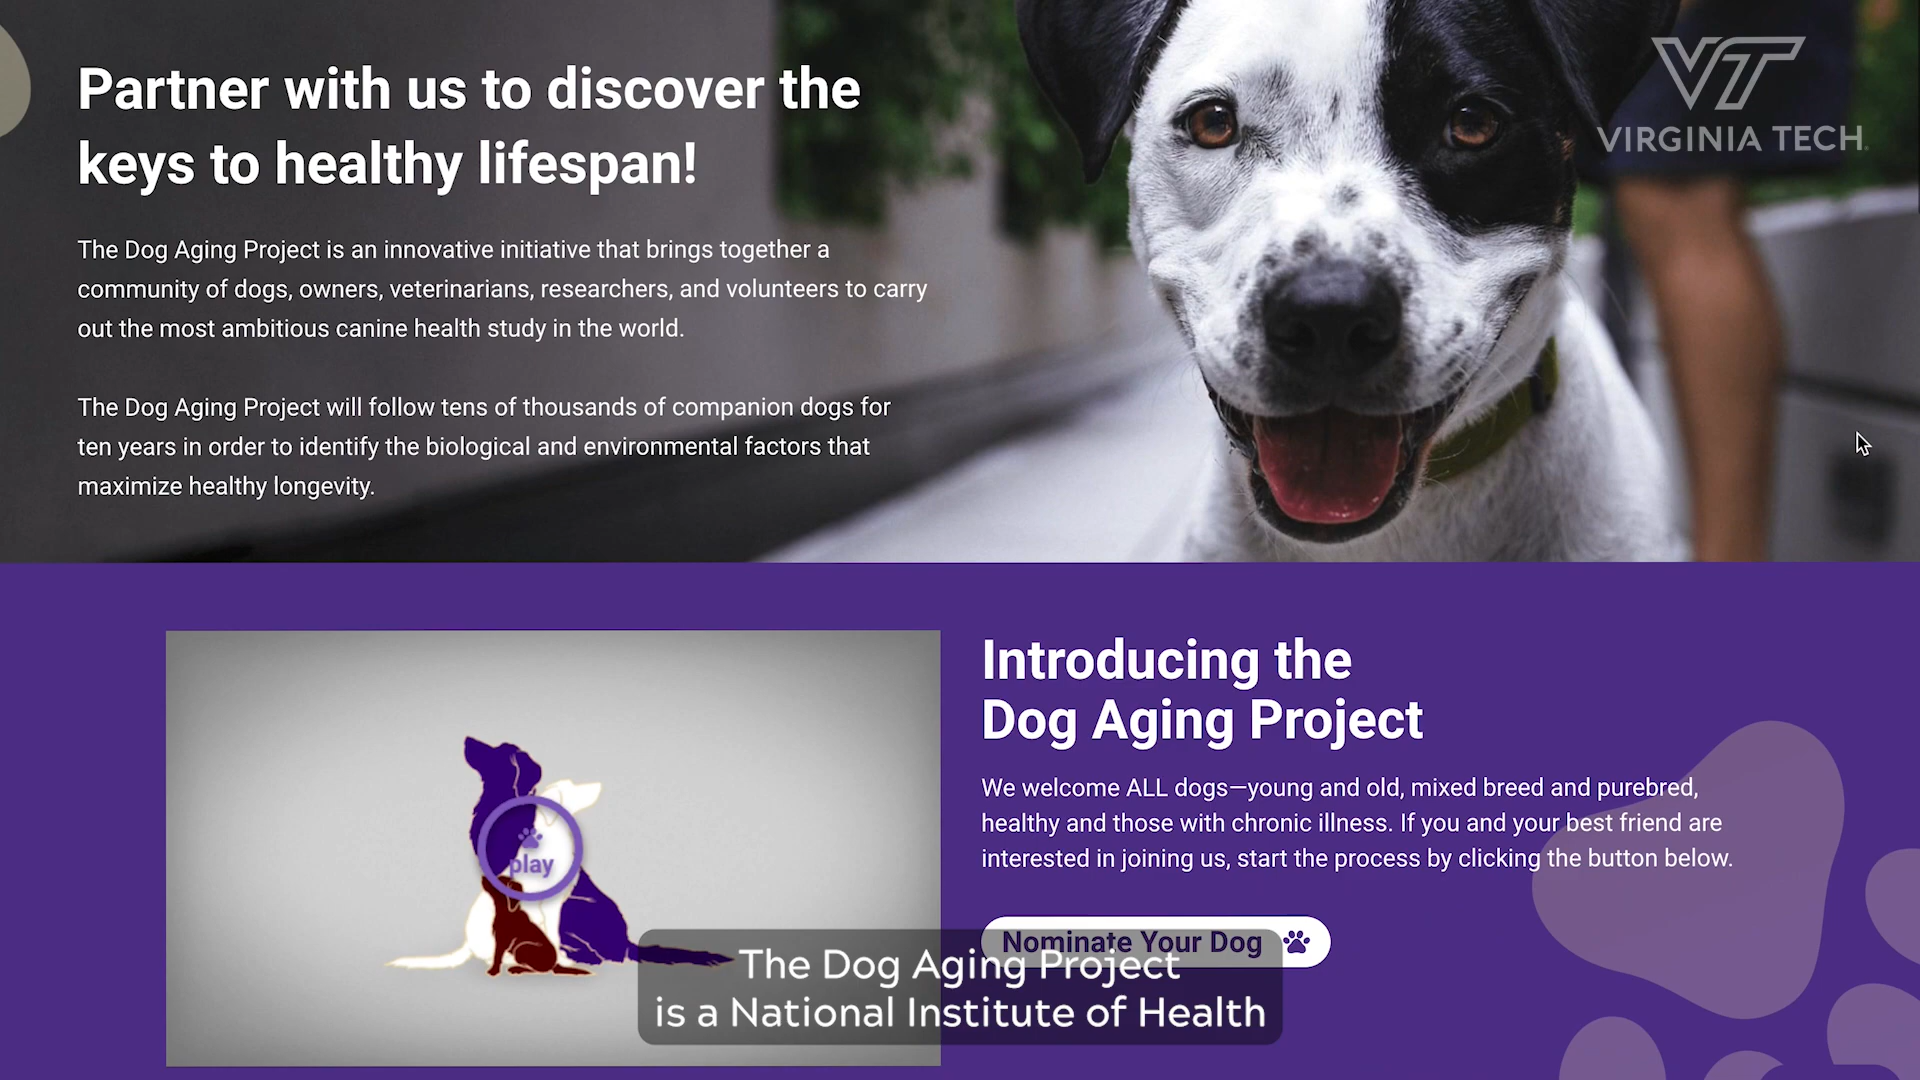 Partner with us to discover the
keys to healthy lifespan!
VT
VIRGINIA TECH
The Dog Aging Project is an innovative initiative that brings together a
community of dogs, owners, veterinarians, researchers, and volunteers to carry
out the most ambitious canine health study in the world.
The Dog Aging Project will follow tens of thousands of companion dogs for
ten years in order to identify the biological and environmental factors that
maximize healthy longevity.
play
Introducing the
Dog Aging Project
We welcome ALL dogs—young and old, mixed breed and purebred,
healthy and those with chronic illness. If you and your best friend are
interested in joining us, start the process by clicking the button below.
Nominate Your Dog
The Dog Aging Project
is a National Institute of Health